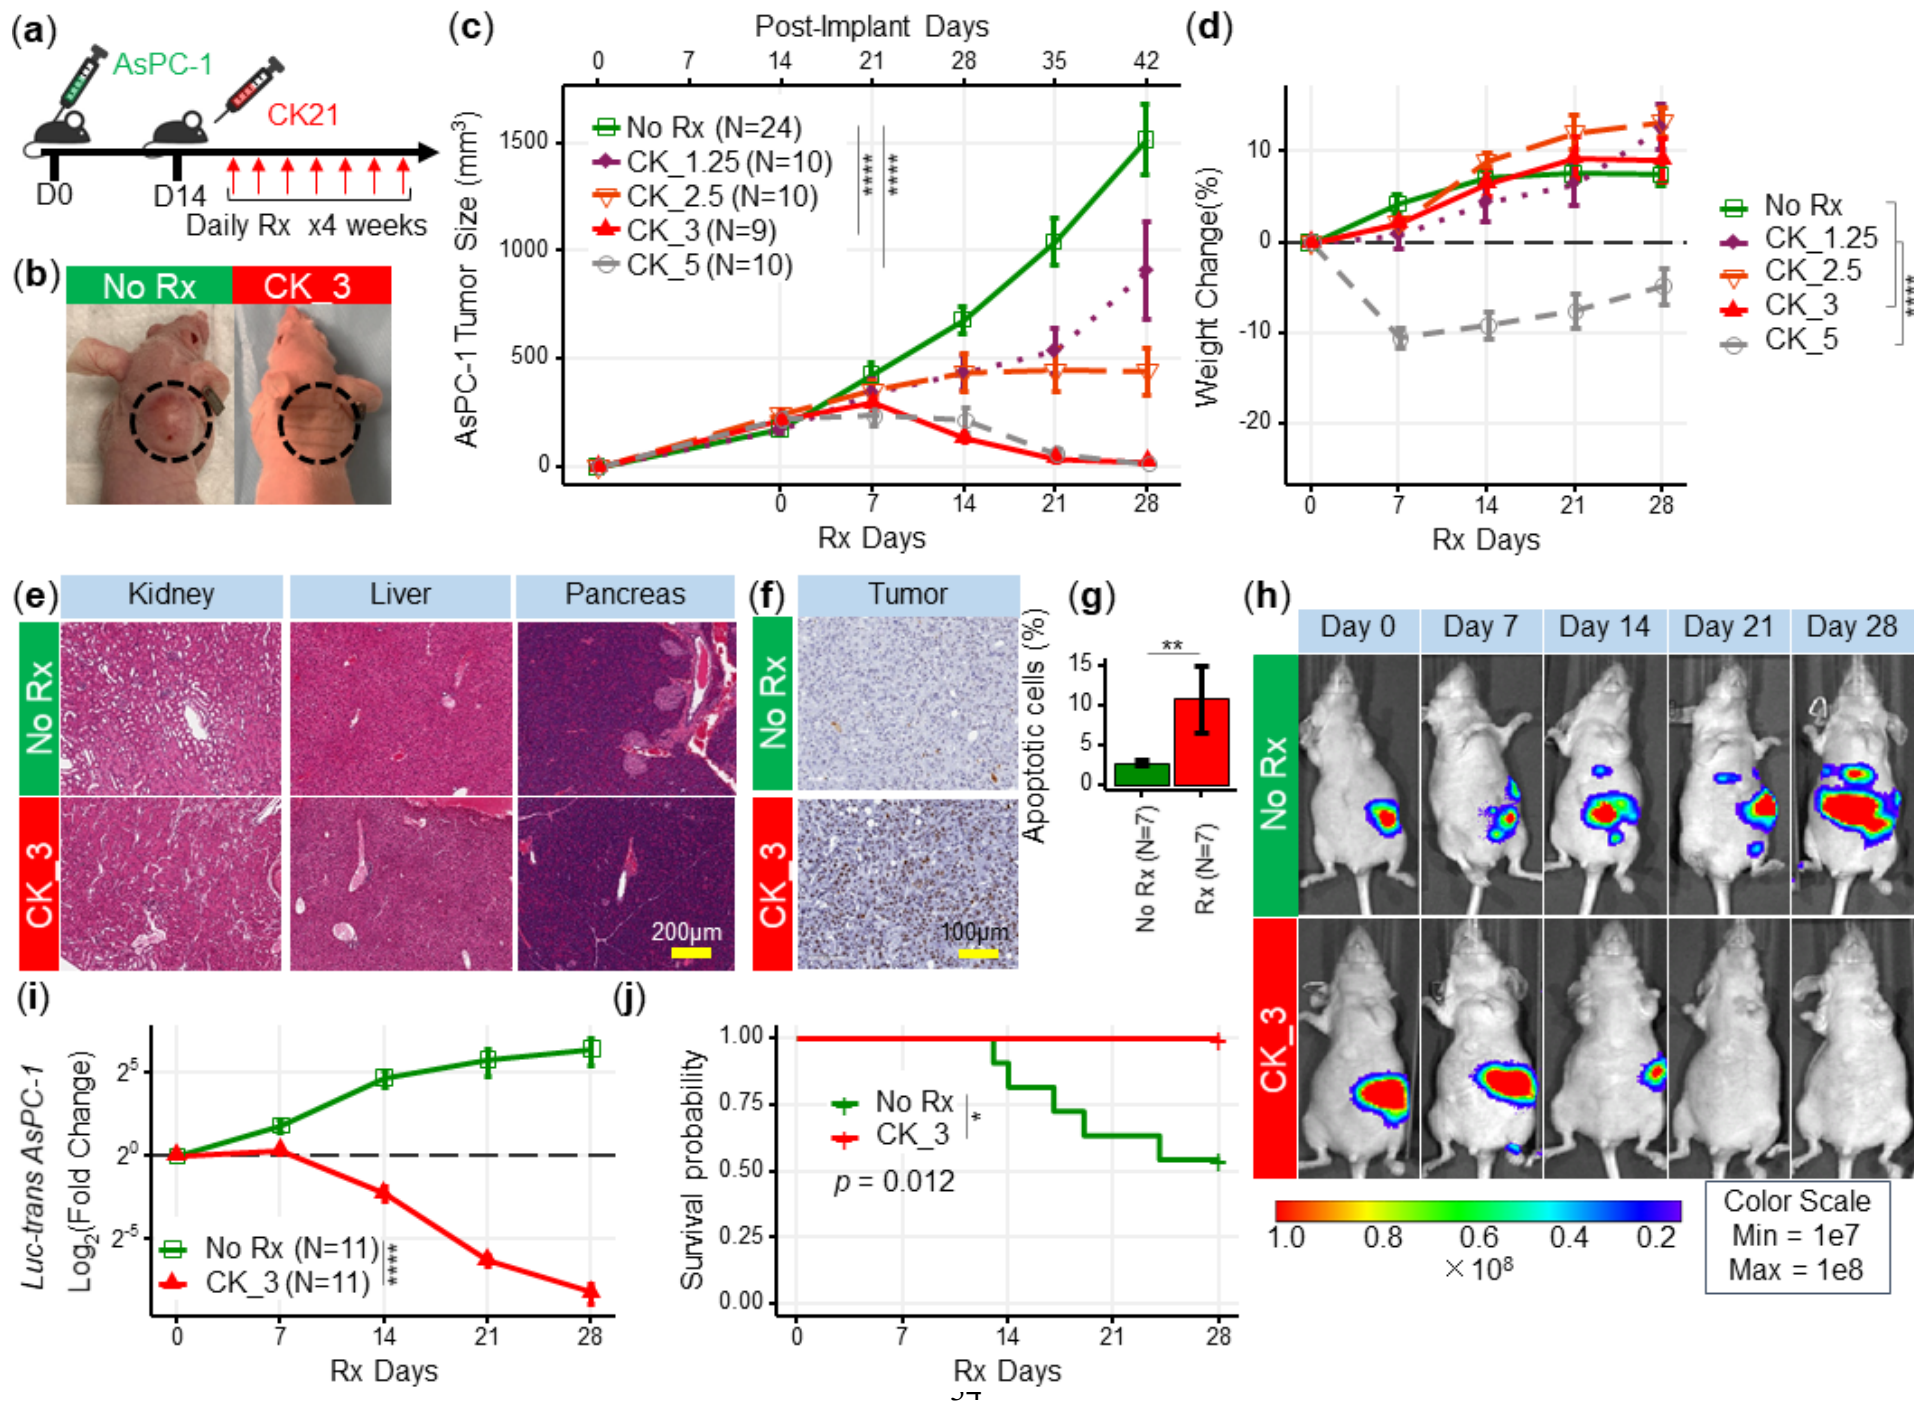 (a)
AsPC-1
CK21
D0
D14
Daily Rx x4 weeks
(b)
No Rx
CK_3
(c)
Post-Implant Days
0 7 14 21 28 35 42
AsPC-1 Tumor Size (mm³)
1500
1000
500
0
No Rx (N=24)
CK_1.25 (N=10)
CK_2.5 (N=10)
CK_3 (N=9)
CK_5 (N=10)
****
****
0 7 14 21 28
Rx Days
(d)
Weight Change(%)
10
0
-10
-20
0 7 14 21 28
Rx Days
No Rx
CK_1.25
CK_2.5
CK_3
CK_5
****
(e)
Kidney Liver Pancreas
No Rx
CK_3
200µm
(f)
Tumor
No Rx
CK_3
100µm
(g)
Apoptotic cells (%)
15
10
5
0
**
No Rx (N=7)
Rx (N=7)
(h)
Day 0 Day 7 Day 14 Day 21 Day 28
No Rx
CK_3
1.0 0.8 0.6 0.4 0.2
×10⁸
Color Scale
Min = 1e7
Max = 1e8
(i)
Luc-trans AsPC-1
Log₂(Fold Change)
2⁵
2⁰
2⁻⁵
No Rx (N=11)
CK_3 (N=11)
****
0 7 14 21 28
Rx Days
(j)
Survival probability
1.00
0.75
0.50
0.25
0.00
No Rx
CK_3
*
p = 0.012
0 7 14 21 28
Rx Days